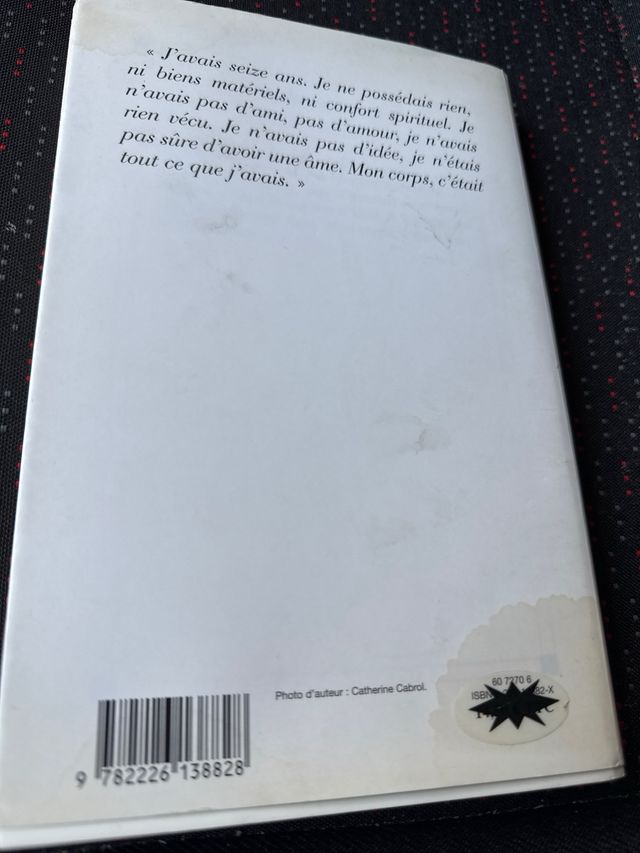 « J'avais seize ans. Je ne possédais rien,
ni biens matériels, ni confort spirituel. Je
n'avais pas d'ami, pas d'amour, je n'avais
rien vécu. Je n'avais pas d'idée, je n'étais
pas sûre d'avoir une âme. Mon corps, c'était
tout ce que j'avais. »
Photo d'auteur : Catherine Cabrol.
60 7270 6
ISBN 82-X
9 782226 138828